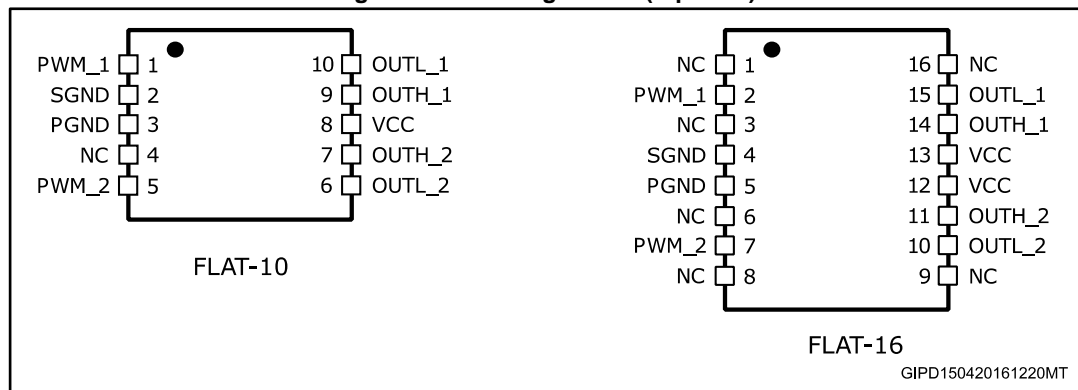 PWM_1 1 10 OUTL_1
SGND 2 9 OUTH_1
PGND 3 8 VCC
NC 4 7 OUTH_2
PWM_2 5 6 OUTL_2
FLAT-10
NC 1 16 NC
PWM_1 2 15 OUTL_1
NC 3 14 OUTH_1
SGND 4 13 VCC
PGND 5 12 VCC
NC 6 11 OUTH_2
PWM_2 7 10 OUTL_2
NC 8 9 NC
FLAT-16
GIPD150420161220MT